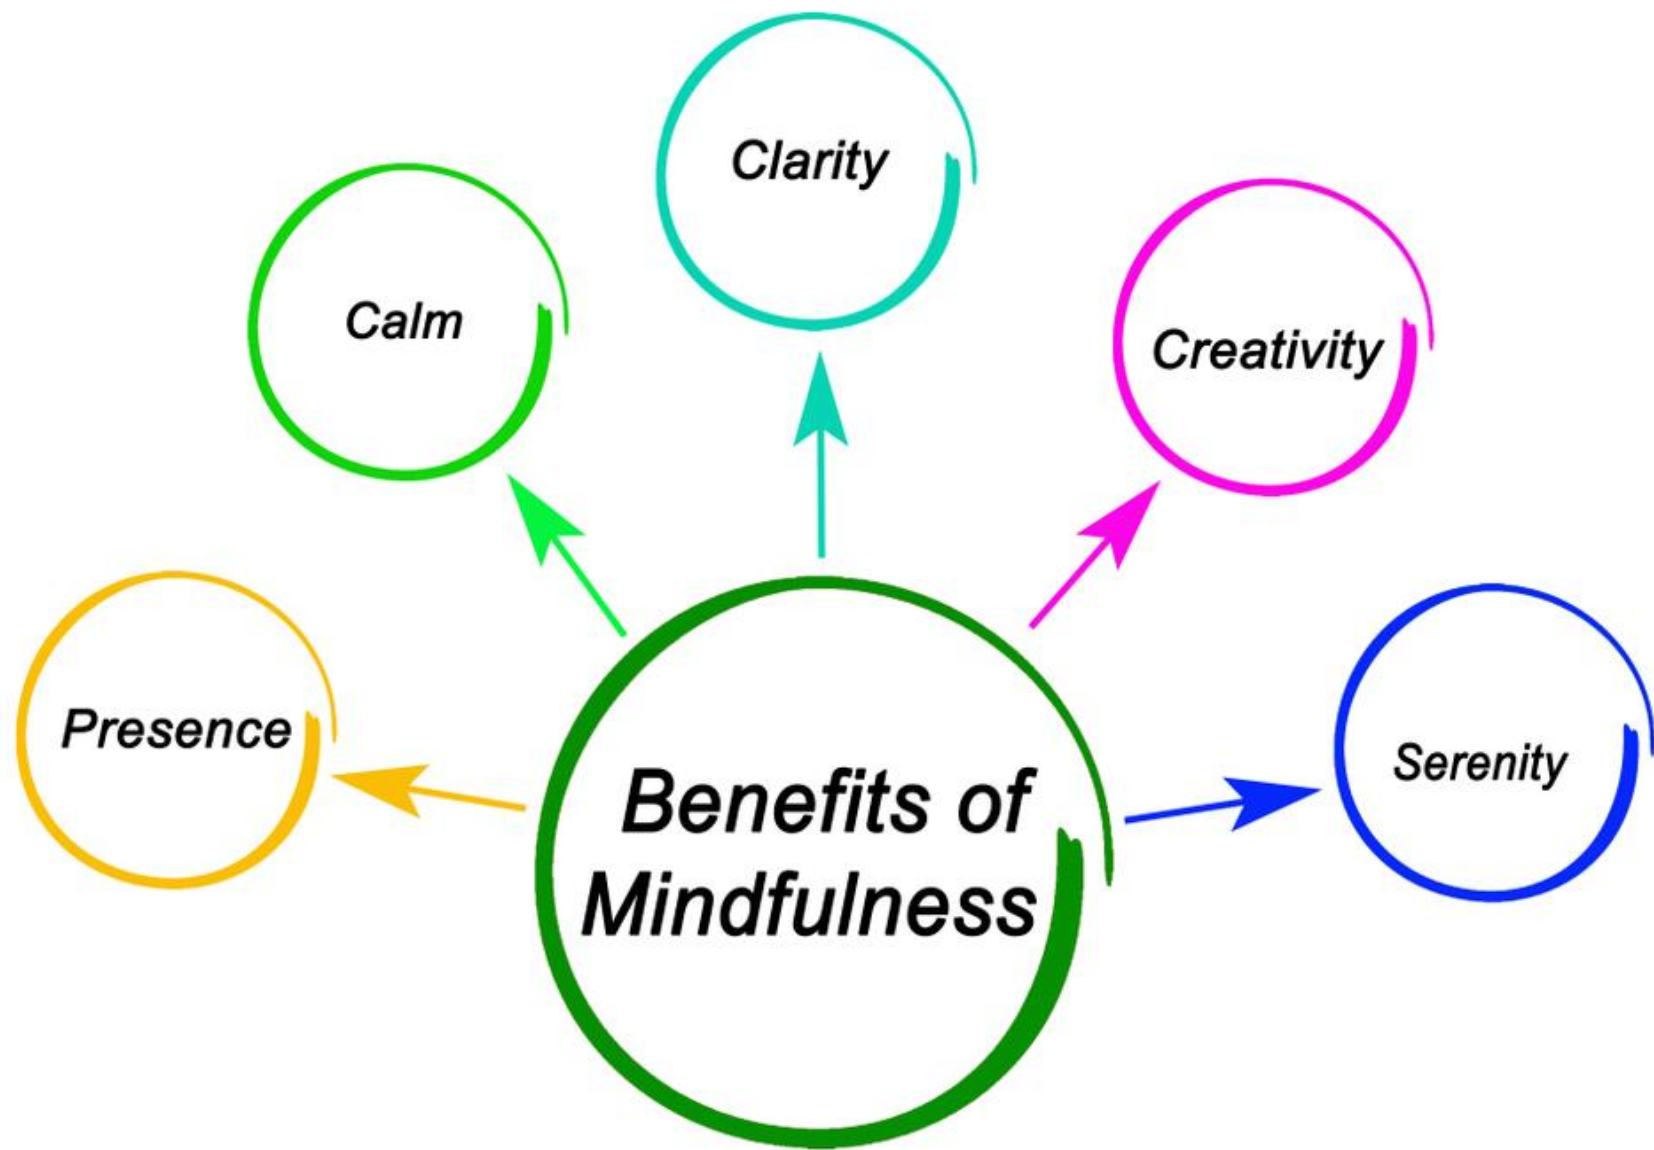 Clarity
Calm
Creativity
Presence
Serenity
Benefits of
Mindfulness